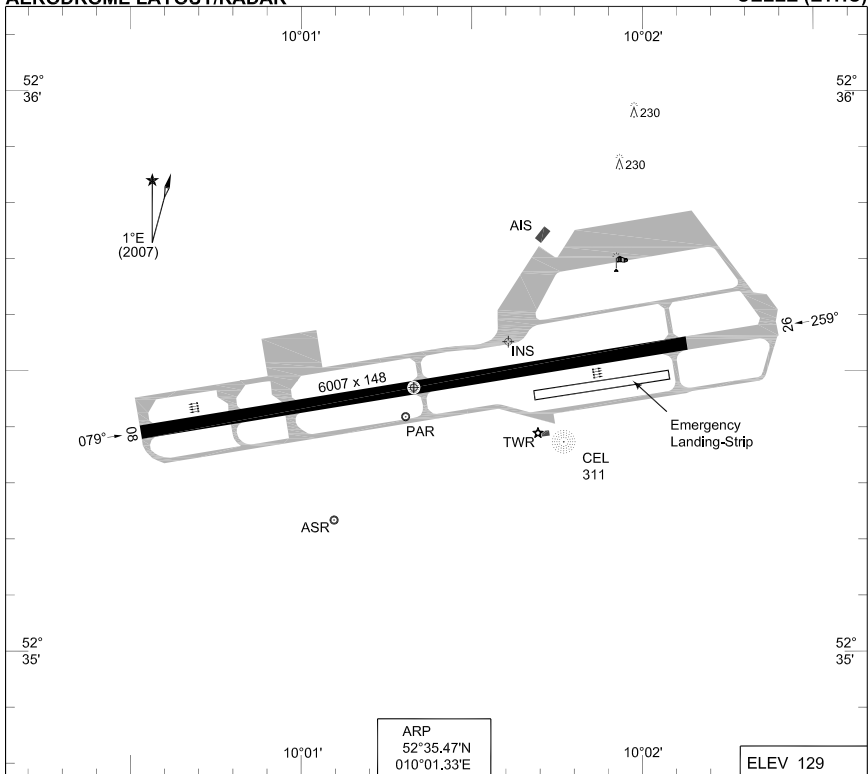 AERODROME LAYOUT/RADAR
10°01'
10°02'
52°
36'
52°
36'
230
230
1°E
(2007)
AIS
26
259°
INS
6007 x 148
Emergency
Landing-Strip
079°
08
PAR
TWR
CEL
311
ASR
52°
35'
52°
35'
10°01'
ARP
52°35.47'N
010°01.33'E
10°02'
ELEV 129